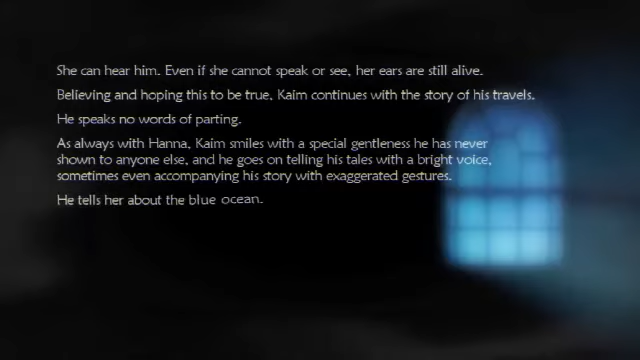 She can hear him. Even if she cannot speak or see, her ears are still alive.
Believing and hoping this to be true, Kaim continues with the story of his travels.
He speaks no words of parting.
As always with Hanna, Kaim smiles with a special gentleness he has never
shown to anyone else, and he goes on telling his tales with a bright voice,
sometimes even accompanying his story with exaggerated gestures.
He tells her about the blue ocean.